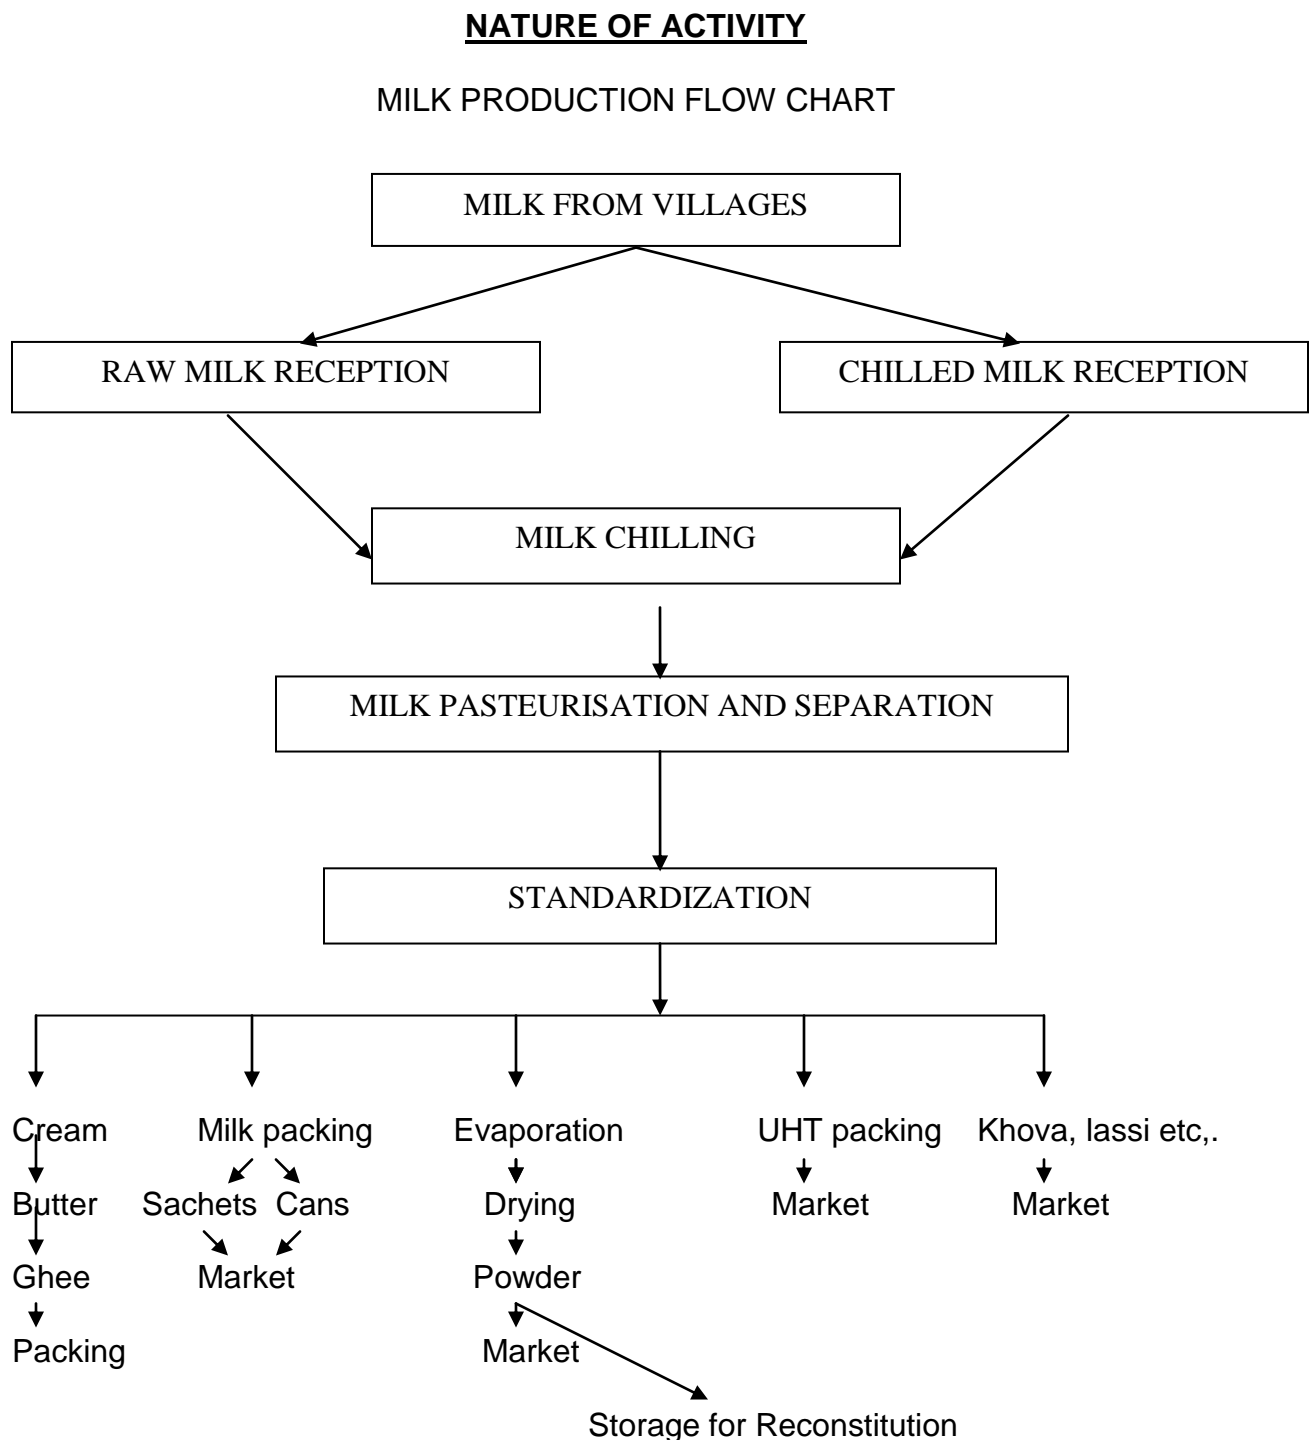 NATURE OF ACTIVITY
MILK PRODUCTION FLOW CHART
MILK FROM VILLAGES
RAW MILK RECEPTION
CHILLED MILK RECEPTION
MILK CHILLING
MILK PASTEURISATION AND SEPARATION
STANDARDIZATION
Cream Milk packing Evaporation UHT packing Khova, lassi etc,.
Butter Sachets Cans Drying Market Market
Ghee Market Powder
Packing Market
Storage for Reconstitution